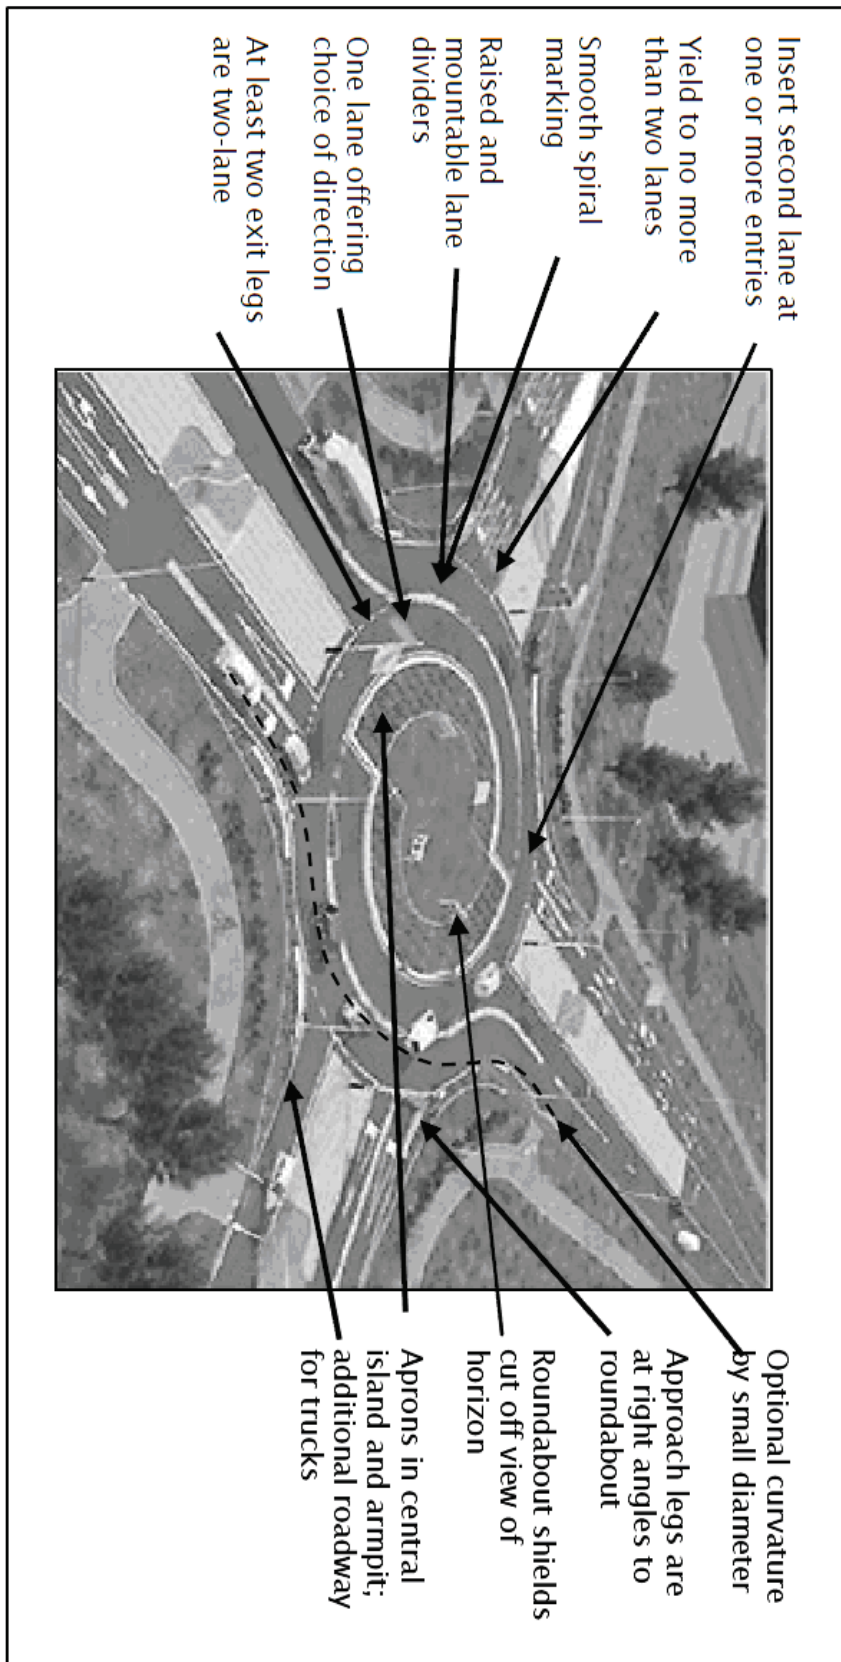 Insert second lane at
one or more entries
Yield to no more
than two lanes
Smooth spiral
marking
Raised and
mountable lane
dividers
One lane offering
choice of direction
At least two exit legs
are two-lane
Optional curvature
by small diameter
Approach legs are
at right angles to
roundabout
Roundabout shields
cut off view of
horizon
Aprons in central
island and armpit;
additional roadway
for trucks